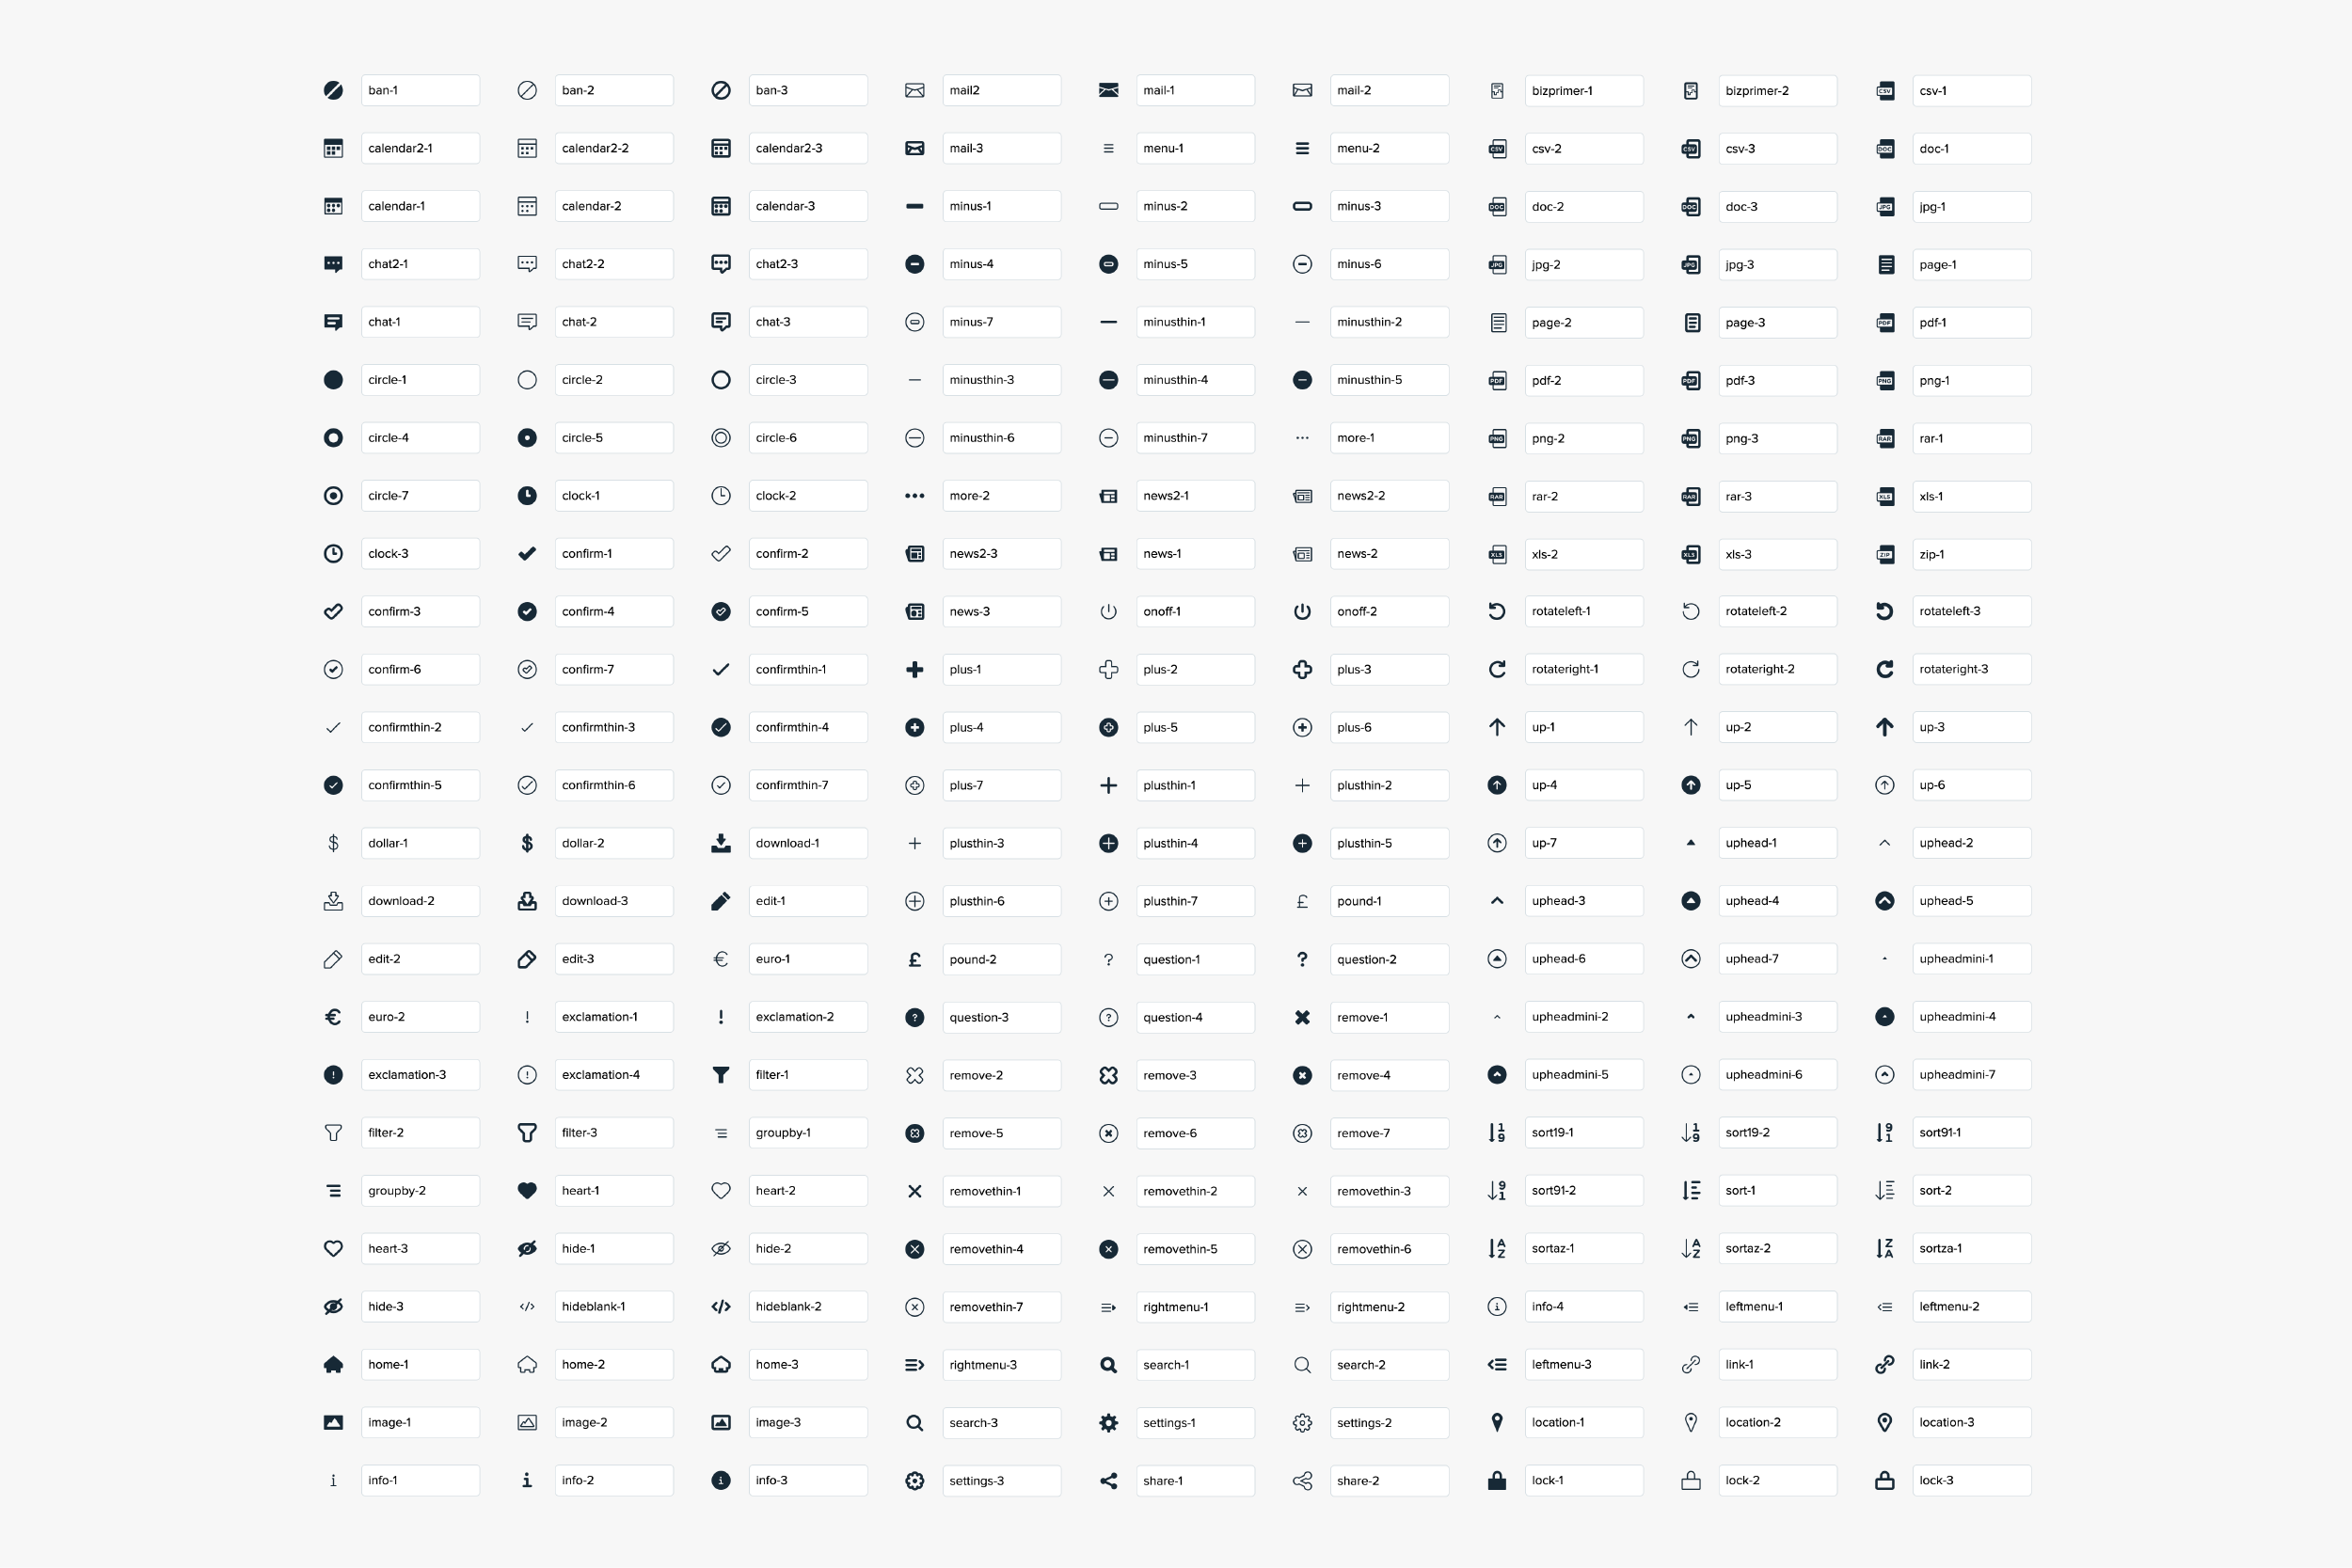 ban-1 ban-2 ban-3 mail2 mail-1 mail-2 bizprimer-1 bizprimer-2 csv-1
calendar2-1 calendar2-2 calendar2-3 mail-3 menu-1 menu-2 csv-2 csv-3 doc-1
calendar-1 calendar-2 calendar-3 minus-1 minus-2 minus-3 doc-2 doc-3 jpg-1
chat2-1 chat2-2 chat2-3 minus-4 minus-5 minus-6 jpg-2 jpg-3 page-1
chat-1 chat-2 chat-3 minus-7 minusthin-1 minusthin-2 page-2 page-3 pdf-1
circle-1 circle-2 circle-3 minusthin-3 minusthin-4 minusthin-5 pdf-2 pdf-3 png-1
circle-4 circle-5 circle-6 minusthin-6 minusthin-7 more-1 png-2 png-3 rar-1
circle-7 clock-1 clock-2 more-2 news2-1 news2-2 rar-2 rar-3 xls-1
clock-3 confirm-1 confirm-2 news2-3 news-1 news-2 xls-2 xls-3 zip-1
confirm-3 confirm-4 confirm-5 news-3 onoff-1 onoff-2 rotateleft-1 rotateleft-2 rotateleft-3
confirm-6 confirm-7 confirmthin-1 plus-1 plus-2 plus-3 rotateright-1 rotateright-2 rotateright-3
confirmthin-2 confirmthin-3 confirmthin-4 plus-4 plus-5 plus-6 up-1 up-2 up-3
confirmthin-5 confirmthin-6 confirmthin-7 plus-7 plusthin-1 plusthin-2 up-4 up-5 up-6
dollar-1 dollar-2 download-1 plusthin-3 plusthin-4 plusthin-5 up-7 uphead-1 uphead-2
download-2 download-3 edit-1 plusthin-6 plusthin-7 pound-1 uphead-3 uphead-4 uphead-5
edit-2 edit-3 euro-1 pound-2 question-1 question-2 uphead-6 uphead-7 upheadmini-1
euro-2 exclamation-1 exclamation-2 question-3 question-4 remove-1 upheadmini-2 upheadmini-3 upheadmini-4
exclamation-3 exclamation-4 filter-1 remove-2 remove-3 remove-4 upheadmini-5 upheadmini-6 upheadmini-7
filter-2 filter-3 groupby-1 remove-5 remove-6 remove-7 sort19-1 sort19-2 sort91-1
groupby-2 heart-1 heart-2 removethin-1 removethin-2 removethin-3 sort91-2 sort-1 sort-2
heart-3 hide-1 hide-2 removethin-4 removethin-5 removethin-6 sortaz-1 sortaz-2 sortza-1
hide-3 hideblank-1 hideblank-2 removethin-7 rightmenu-1 rightmenu-2 info-4 leftmenu-1 leftmenu-2
home-1 home-2 home-3 rightmenu-3 search-1 search-2 leftmenu-3 link-1 link-2
image-1 image-2 image-3 search-3 settings-1 settings-2 location-1 location-2 location-3
info-1 info-2 info-3 settings-3 share-1 share-2 lock-1 lock-2 lock-3